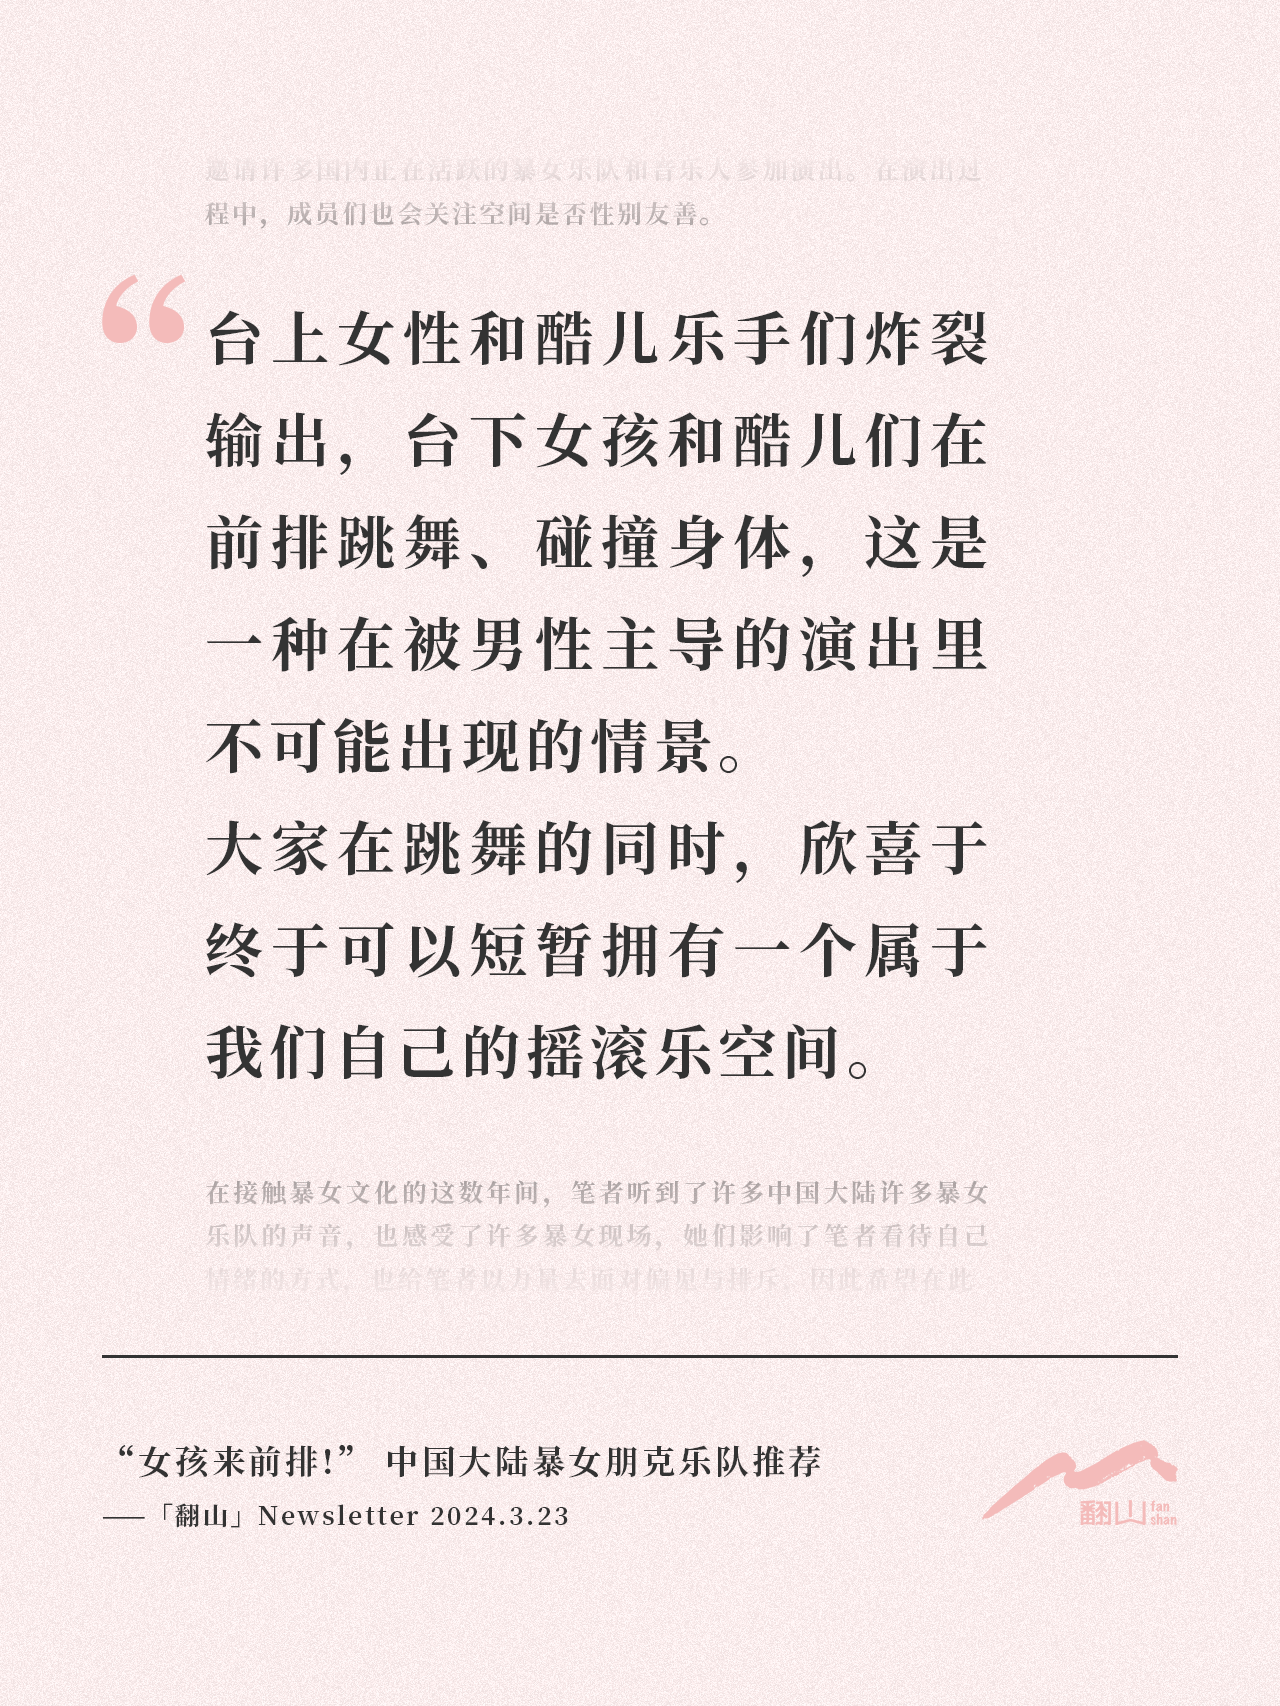 邀请许多国内正在活跃的暴女乐队和音乐人参加演出。在演出过
程中，成员们也会关注空间是否性别友善。
“
台上女性和酷儿乐手们炸裂
输出，台下女孩和酷儿们在
前排跳舞、碰撞身体，这是
一种在被男性主导的演出里
不可能出现的情景。
大家在跳舞的同时，欣喜于
终于可以短暂拥有一个属于
我们自己的摇滚乐空间。
在接触暴女文化的这数年间，笔者听到了许多中国大陆许多暴女
乐队的声音，也感受了许多暴女现场，她们影响了笔者看待自己
情绪的方式，也给笔者以力量去面对偏见与排斥，因此希望在此
“女孩来前排!” 中国大陆暴女朋克乐队推荐
——「翻山」Newsletter 2024.3.23
翻山 fan
shan